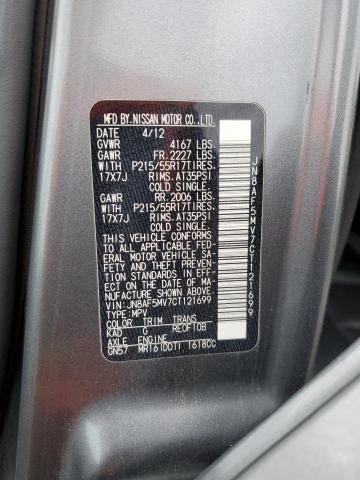 MFD.BY.NISSAN MOTOR CO.,LTD.
DATE 4/12
GVWR 4167 LBS.
GAWR FR.2227 LBS.
WITH P215/55R17TIRES.
17X7J RIMS.AT35PSI.
COLD SINGLE.
GAWR RR.2006 LBS.
WITH P215/55R17TIRES.
17X7J RIMS.AT35PSI.
COLD SINGLE.
THIS VEHICLE CONFORMS
TO ALL APPLICABLE FED-
ERAL MOTOR VEHICLE SA-
FETY AND THEFT PREVEN-
TION STANDARDS IN EFF-
ECT ON THE DATE OF MA-
NUFACTURE SHOWN ABOVE.
VIN:JN8AF5MV7CT121699
TYPE:MPV
COLOR TRIM TRANS
KAD G RE0F10B
AXLE ENGINE
GN57 MR16(DDT) 1618CC
JN8AF5MV7CT121699